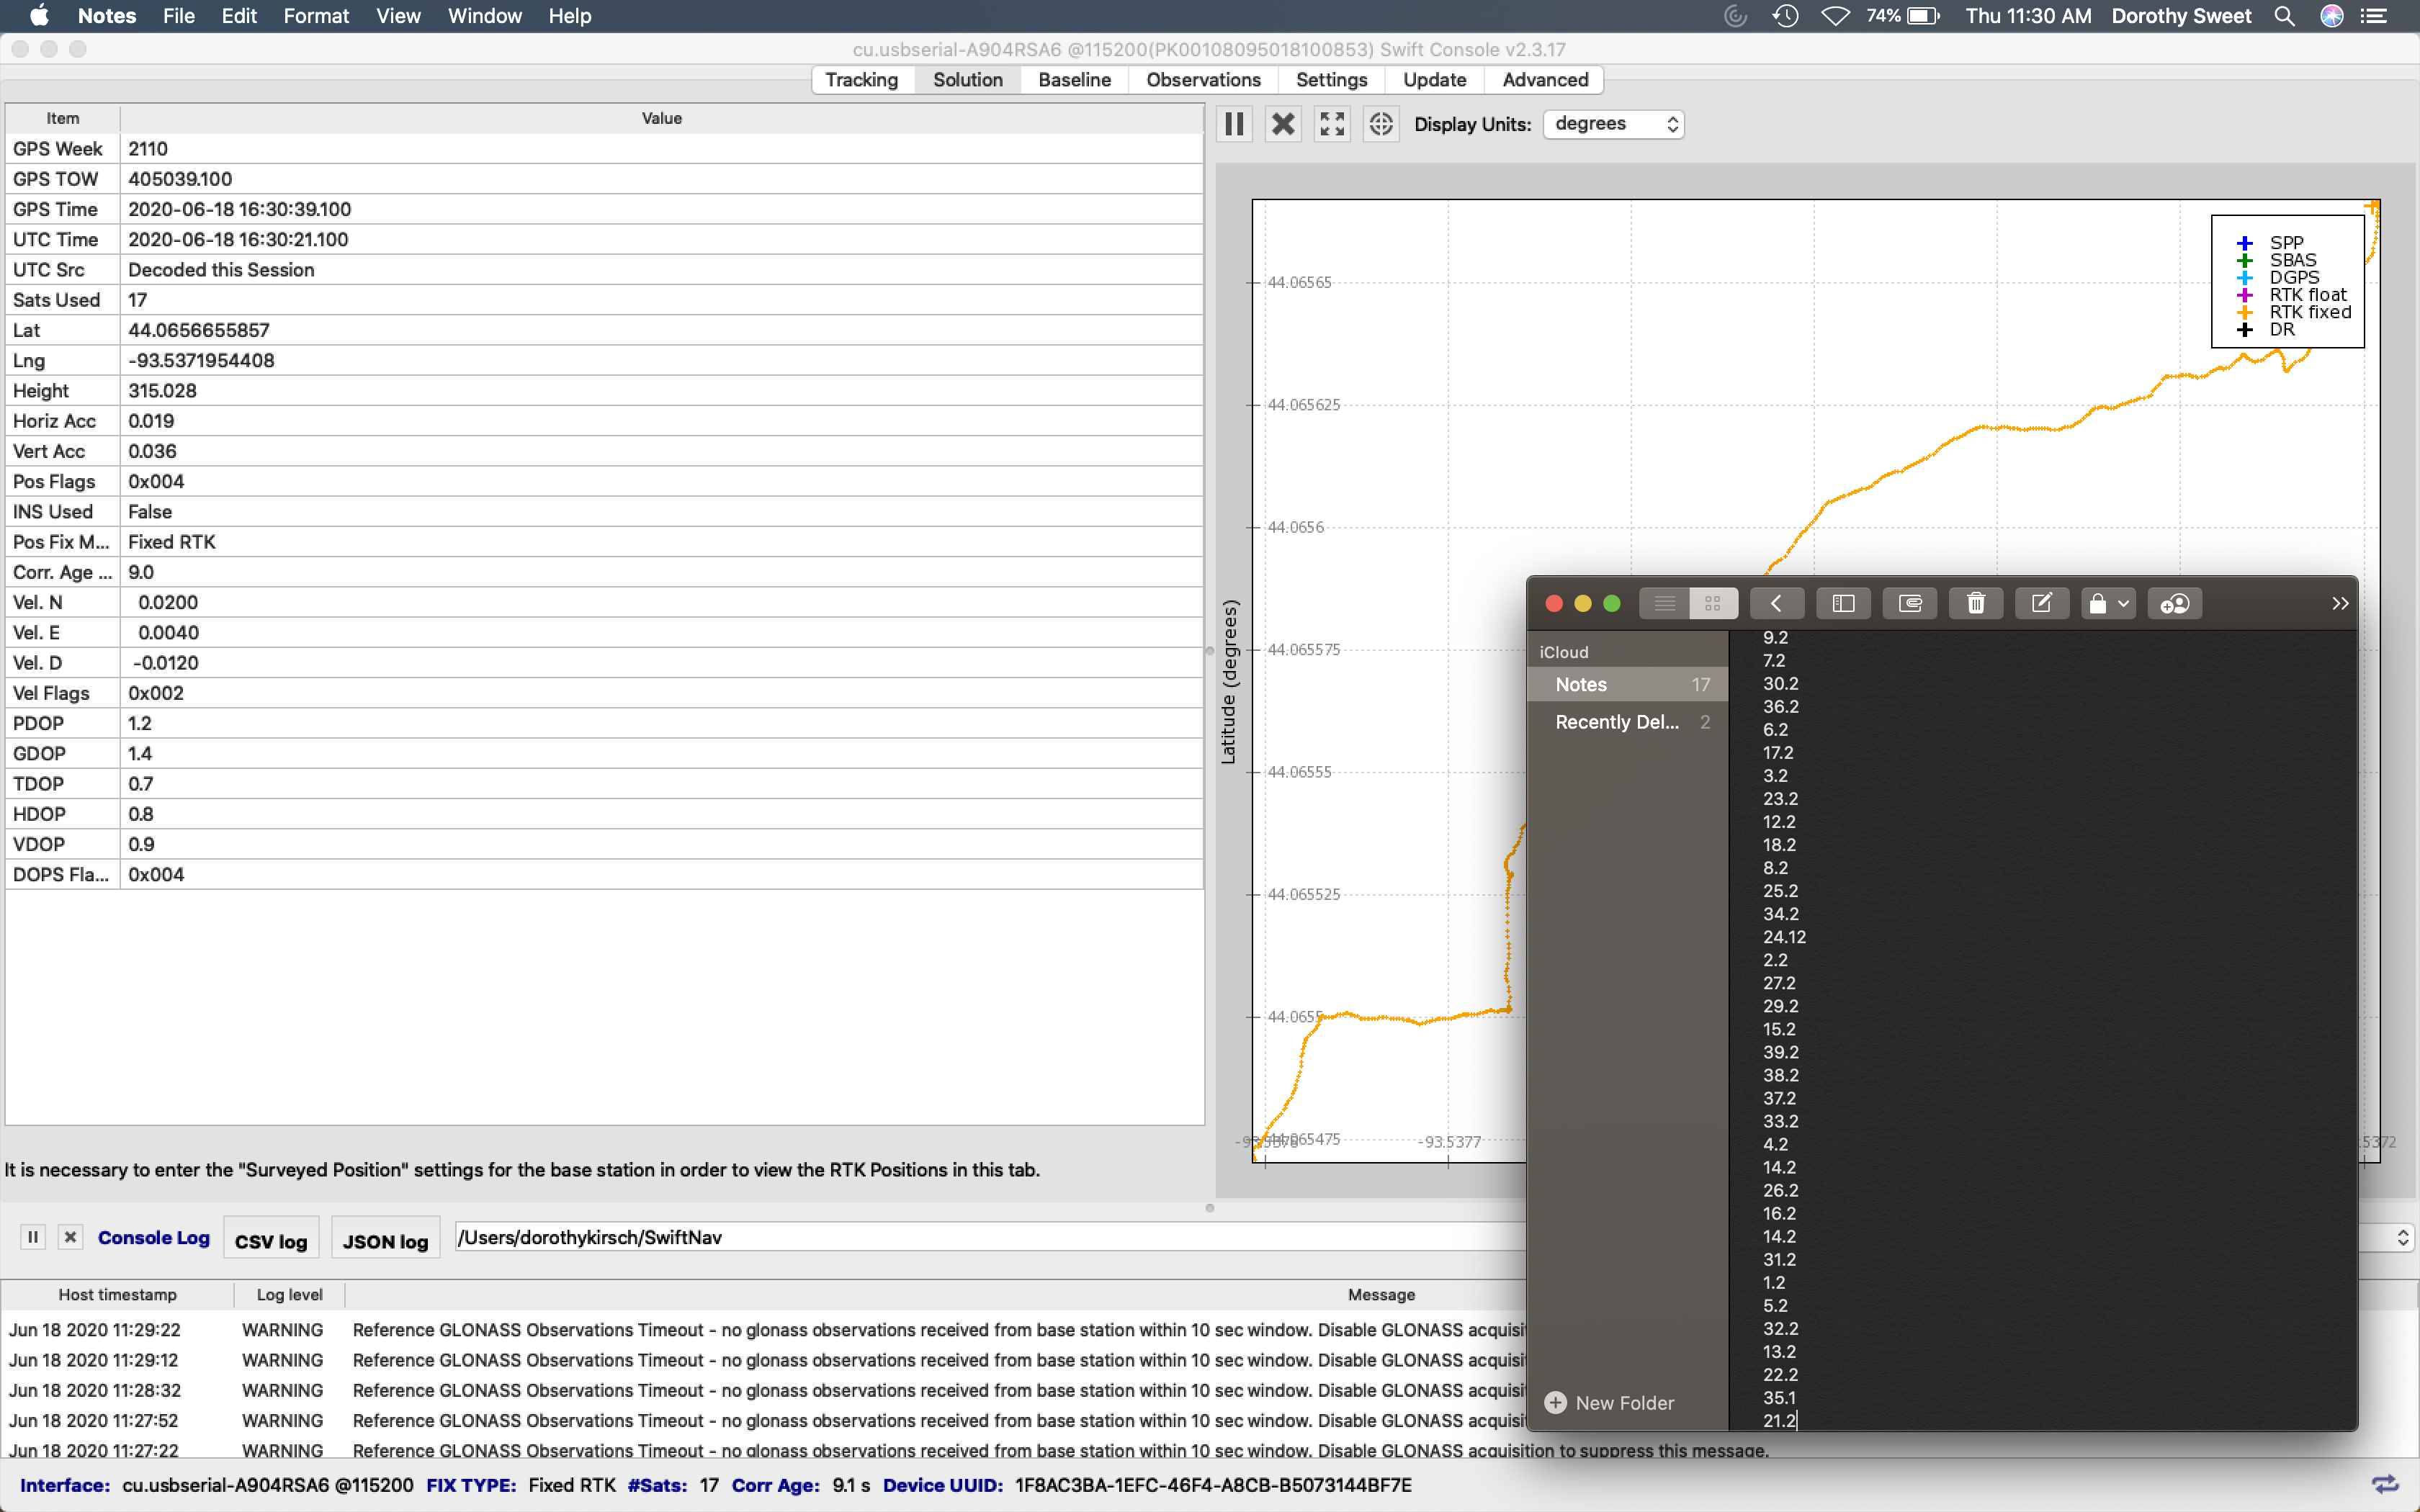 Notes File Edit Format View Window Help 74% Thu 11:30 AM Dorothy Sweet
cu.usbserial-A904RSA6 @115200(PK00108095018100853) Swift Console v2.3.17
Tracking Solution Baseline Observations Settings Update Advanced
Item Value
GPS Week 2110
GPS TOW 405039.100
GPS Time 2020-06-18 16:30:39.100
UTC Time 2020-06-18 16:30:21.100
UTC Src Decoded this Session
Sats Used 17
Lat 44.0656655857
Lng -93.5371954408
Height 315.028
Horiz Acc 0.019
Vert Acc 0.036
Pos Flags 0x004
INS Used False
Pos Fix M... Fixed RTK
Corr. Age ... 9.0
Vel. N 0.0200
Vel. E 0.0040
Vel. D -0.0120
Vel Flags 0x002
PDOP 1.2
GDOP 1.4
TDOP 0.7
HDOP 0.8
VDOP 0.9
DOPS Fla... 0x004
It is necessary to enter the "Surveyed Position" settings for the base station in order to view the RTK Positions in this tab.
Display Units: degrees
SPP
SBAS
DGPS
RTK float
RTK fixed
DR
Latitude (degrees)
44.06565
44.065625
44.0656
44.065575
44.06555
44.065525
44.0655
44.065475
-93.5377
.5372
iCloud
Notes 17
Recently Del... 2
New Folder
9.2
7.2
30.2
36.2
6.2
17.2
3.2
23.2
12.2
18.2
8.2
25.2
34.2
24.12
2.2
27.2
29.2
15.2
39.2
38.2
37.2
33.2
4.2
14.2
26.2
16.2
14.2
31.2
1.2
5.2
32.2
13.2
22.2
35.1
21.2
Console Log CSV log JSON log /Users/dorothykirsch/SwiftNav
Host timestamp Log level Message
Jun 18 2020 11:29:22 WARNING Reference GLONASS Observations Timeout - no glonass observations received from base station within 10 sec window. Disable GLONASS acquisi
Jun 18 2020 11:29:12 WARNING Reference GLONASS Observations Timeout - no glonass observations received from base station within 10 sec window. Disable GLONASS acquisi
Jun 18 2020 11:28:32 WARNING Reference GLONASS Observations Timeout - no glonass observations received from base station within 10 sec window. Disable GLONASS acquisi
Jun 18 2020 11:27:52 WARNING Reference GLONASS Observations Timeout - no glonass observations received from base station within 10 sec window. Disable GLONASS acquisi
Jun 18 2020 11:27:22 WARNING Reference GLONASS Observations Timeout - no glonass observations received from base station within 10 sec window. Disable GLONASS acquisition to suppress this message.
Interface: cu.usbserial-A904RSA6 @115200 FIX TYPE: Fixed RTK #Sats: 17 Corr Age: 9.1 s Device UUID: 1F8AC3BA-1EFC-46F4-A8CB-B5073144BF7E